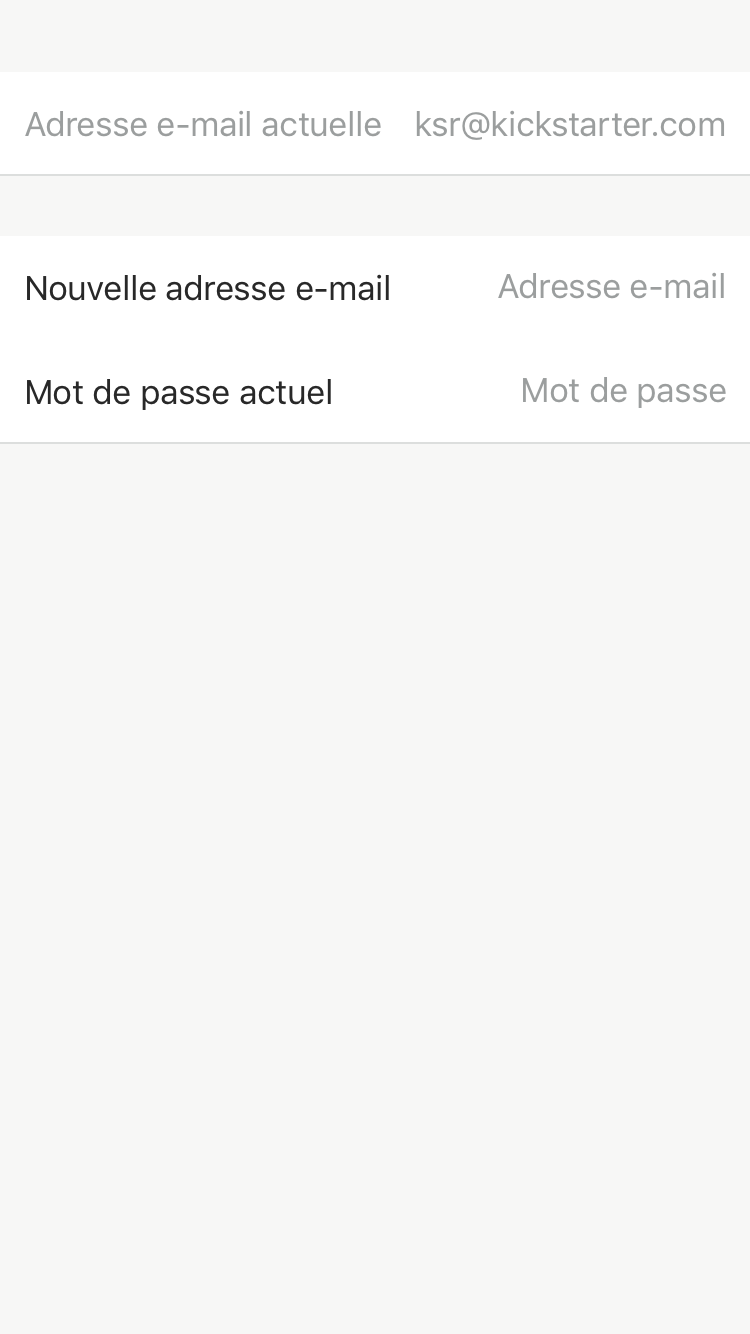 Adresse e-mail actuelle ksr@kickstarter.com
Nouvelle adresse e-mail Adresse e-mail
Mot de passe actuel Mot de passe